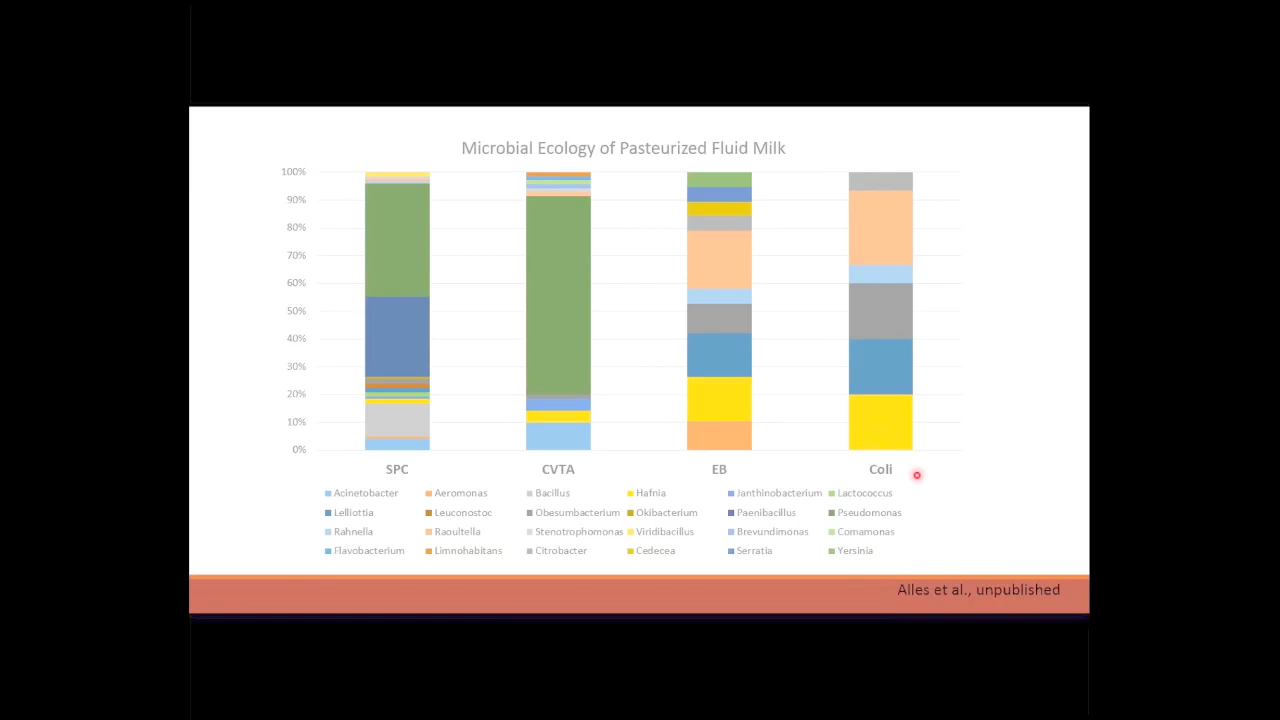 Microbial Ecology of Pasteurized Fluid Milk
100%
90%
80%
70%
60%
50%
40%
30%
20%
10%
0%
SPC CVTA EB Coli
Acinetobacter Aeromonas Bacillus Hafnia Janthinobacterium Lactococcus
Lelliottia Leuconostoc Obesumbacterium Okibacterium Paenibacillus Pseudomonas
Rahnella Raoultella Stenotrophomonas Viridibacillus Brevundimonas Comamonas
Flavobacterium Limnohabitans Citrobacter Cedecea Serratia Yersinia
Alles et al., unpublished